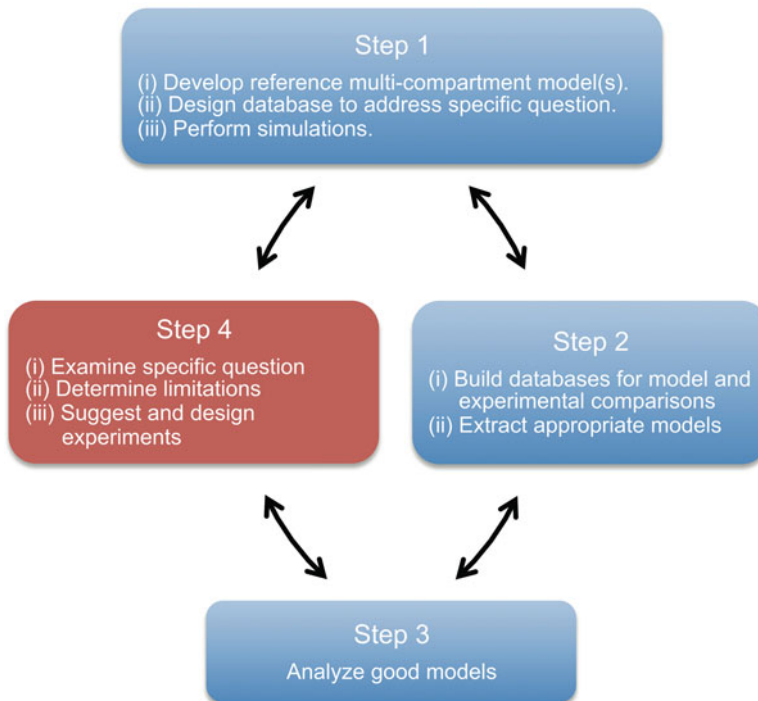 Step 1
(i) Develop reference multi-compartment model(s).
(ii) Design database to address specific question.
(iii) Perform simulations.
Step 4
(i) Examine specific question
(ii) Determine limitations
(iii) Suggest and design
experiments
Step 2
(i) Build databases for model and
experimental comparisons
(ii) Extract appropriate models
Step 3
Analyze good models